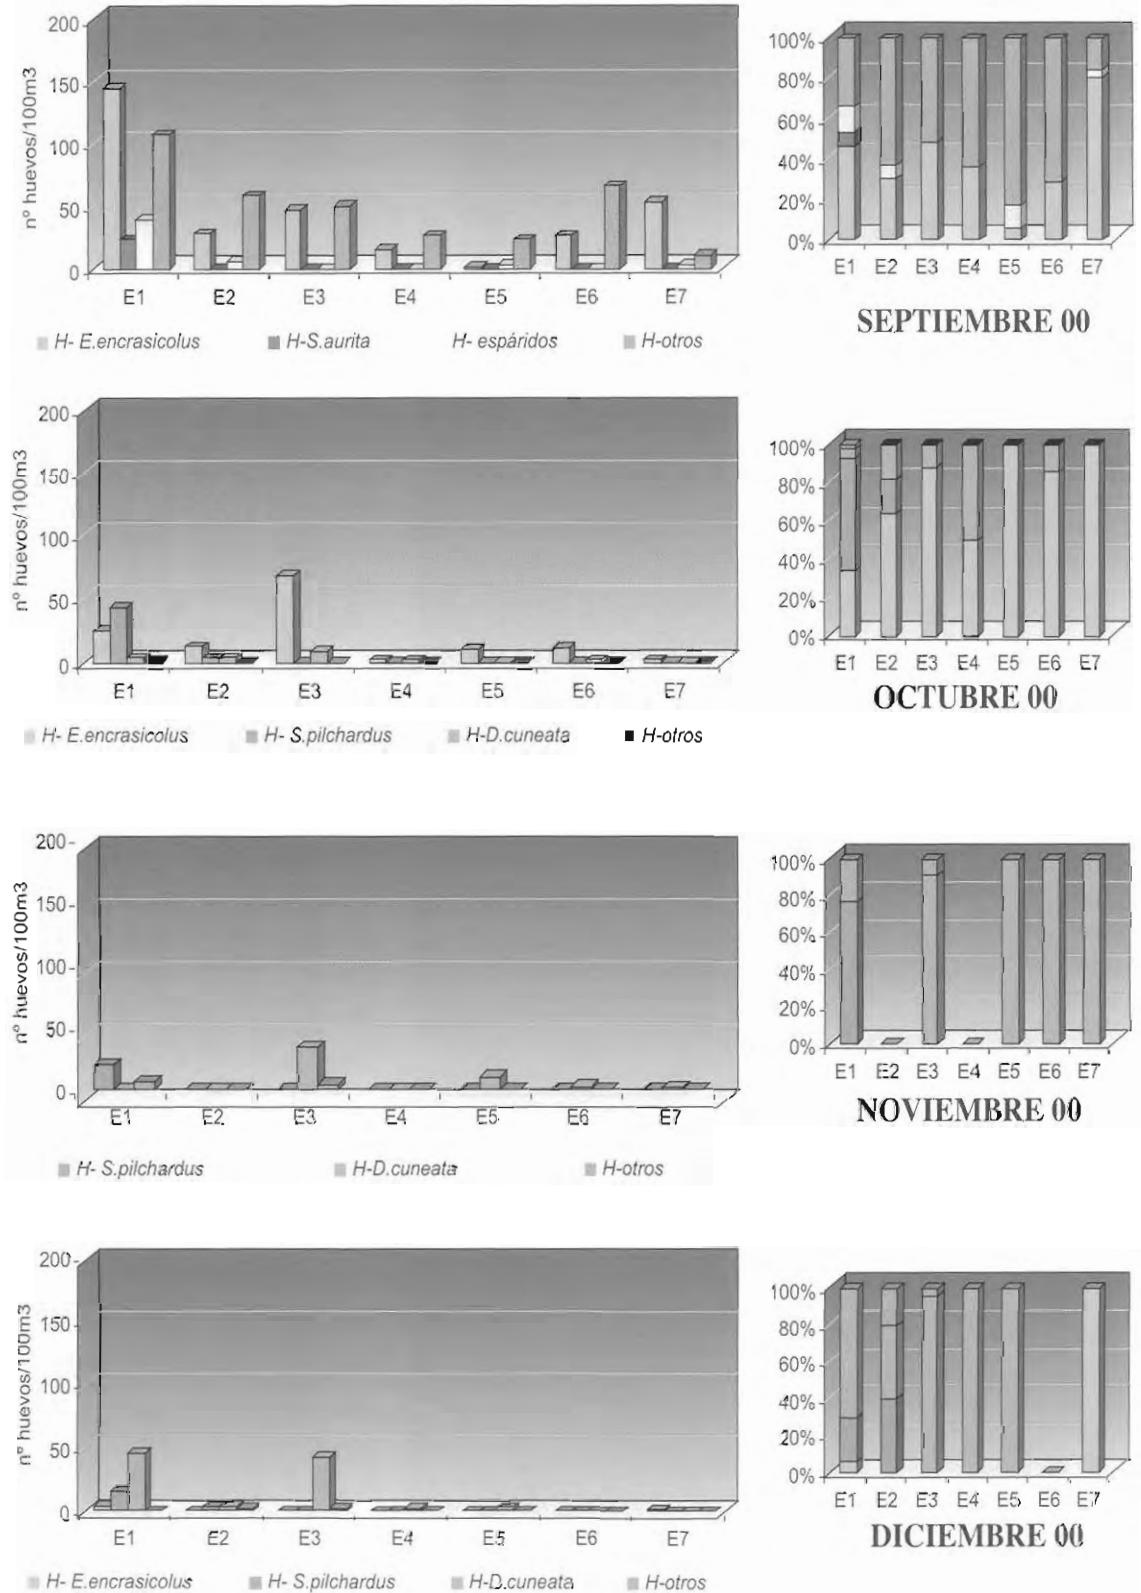 nº huevos/100m3
200
150
100
50
0
E1 E2 E3 E4 E5 E6 E7
H- E.encrasicolus H-S.aurita H- espáridos H-otros
100%
80%
60%
40%
20%
0%
E1 E2 E3 E4 E5 E6 E7
SEPTIEMBRE 00
nº huevos/100m3
200
150
100
50
0
E1 E2 E3 E4 E5 E6 E7
H- E.encrasicolus H- S.pilchardus H-D.cuneata H-otros
100%
80%
60%
40%
20%
0%
E1 E2 E3 E4 E5 E6 E7
OCTUBRE 00
nº huevos/100m3
200
150
100
50
0
E1 E2 E3 E4 E5 E6 E7
H- S.pilchardus H-D.cuneata H-otros
100%
80%
60%
40%
20%
0%
E1 E2 E3 E4 E5 E6 E7
NOVIEMBRE 00
nº huevos/100m3
200
150
100
50
0
E1 E2 E3 E4 E5 E6 E7
H- E.encrasicolus H- S.pilchardus H-D.cuneata H-otros
100%
80%
60%
40%
20%
0%
E1 E2 E3 E4 E5 E6 E7
DICIEMBRE 00